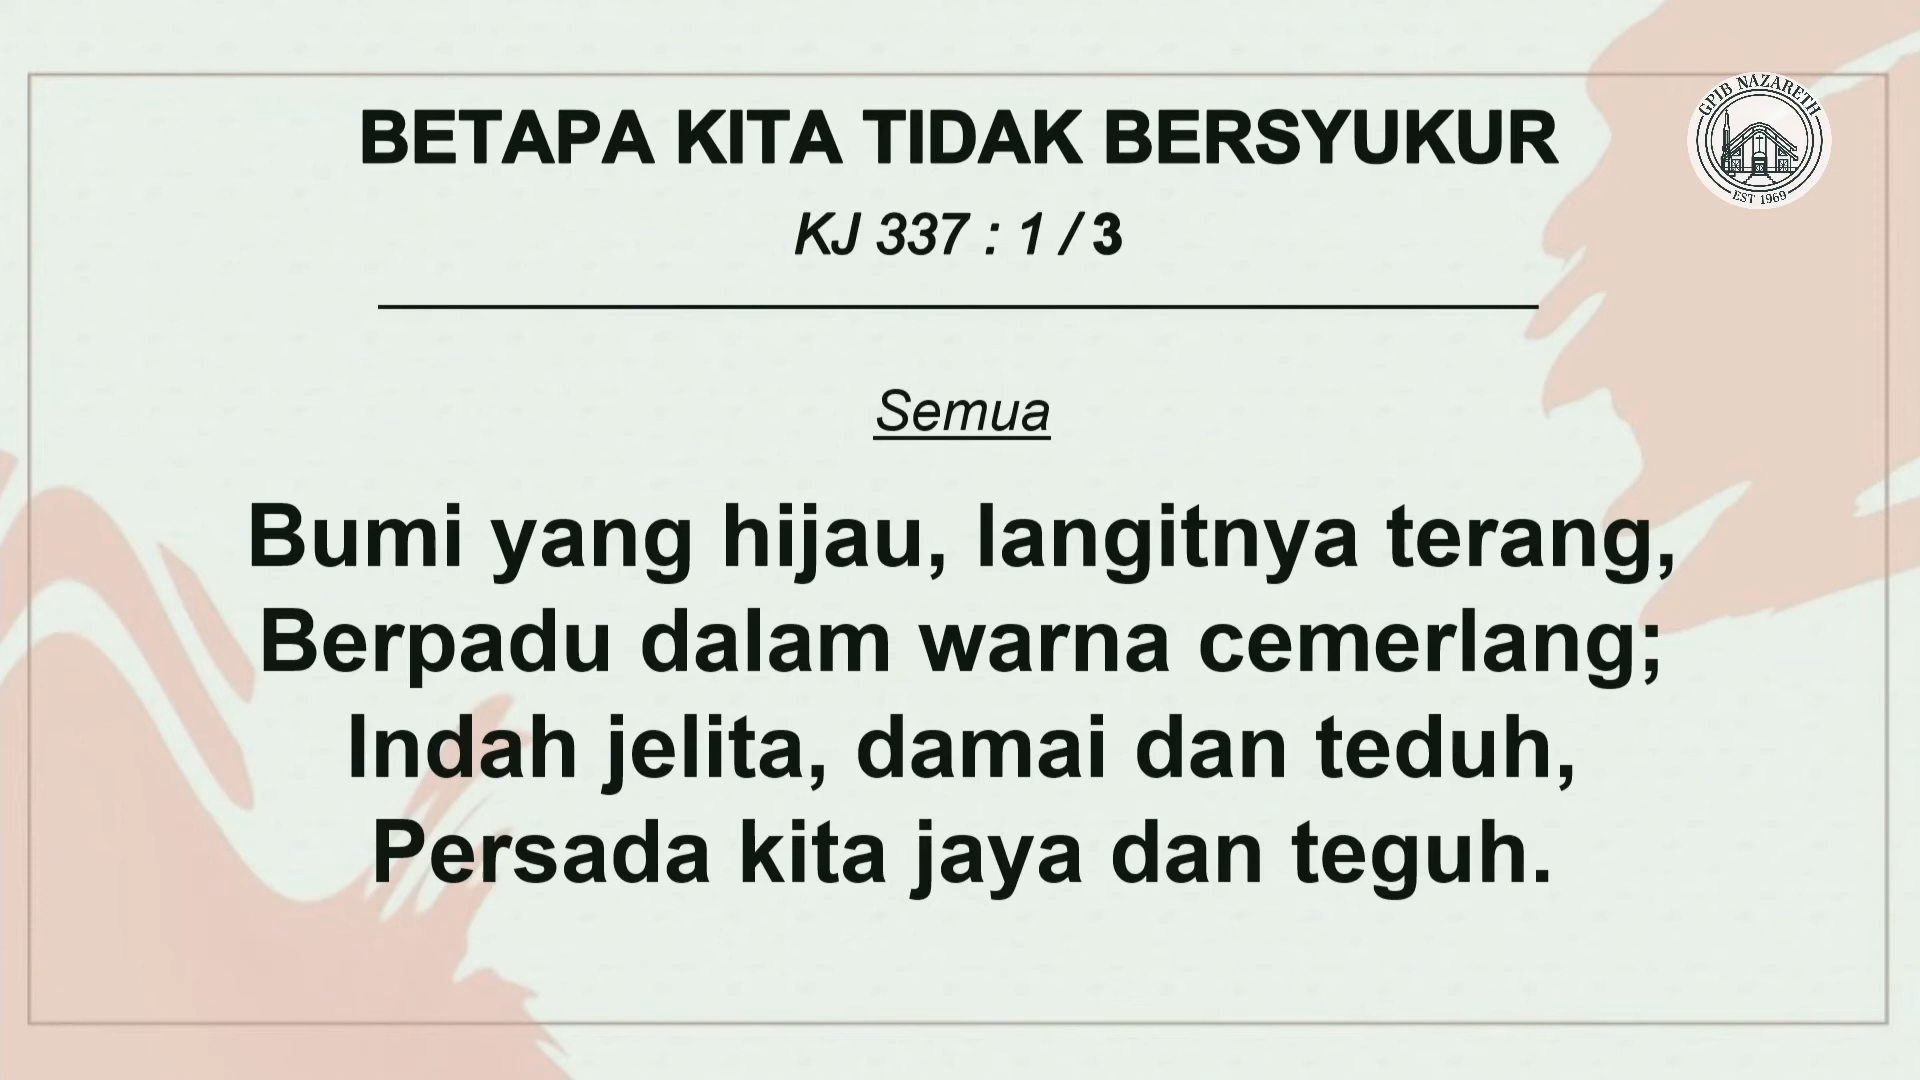 BETAPA KITA TIDAK BERSYUKUR
GPIB NAZARETH
EST 1969
KJ 337 : 1 / 3
Semua
Bumi yang hijau, langitnya terang,
Berpadu dalam warna cemerlang;
Indah jelita, damai dan teduh,
Persada kita jaya dan teguh.